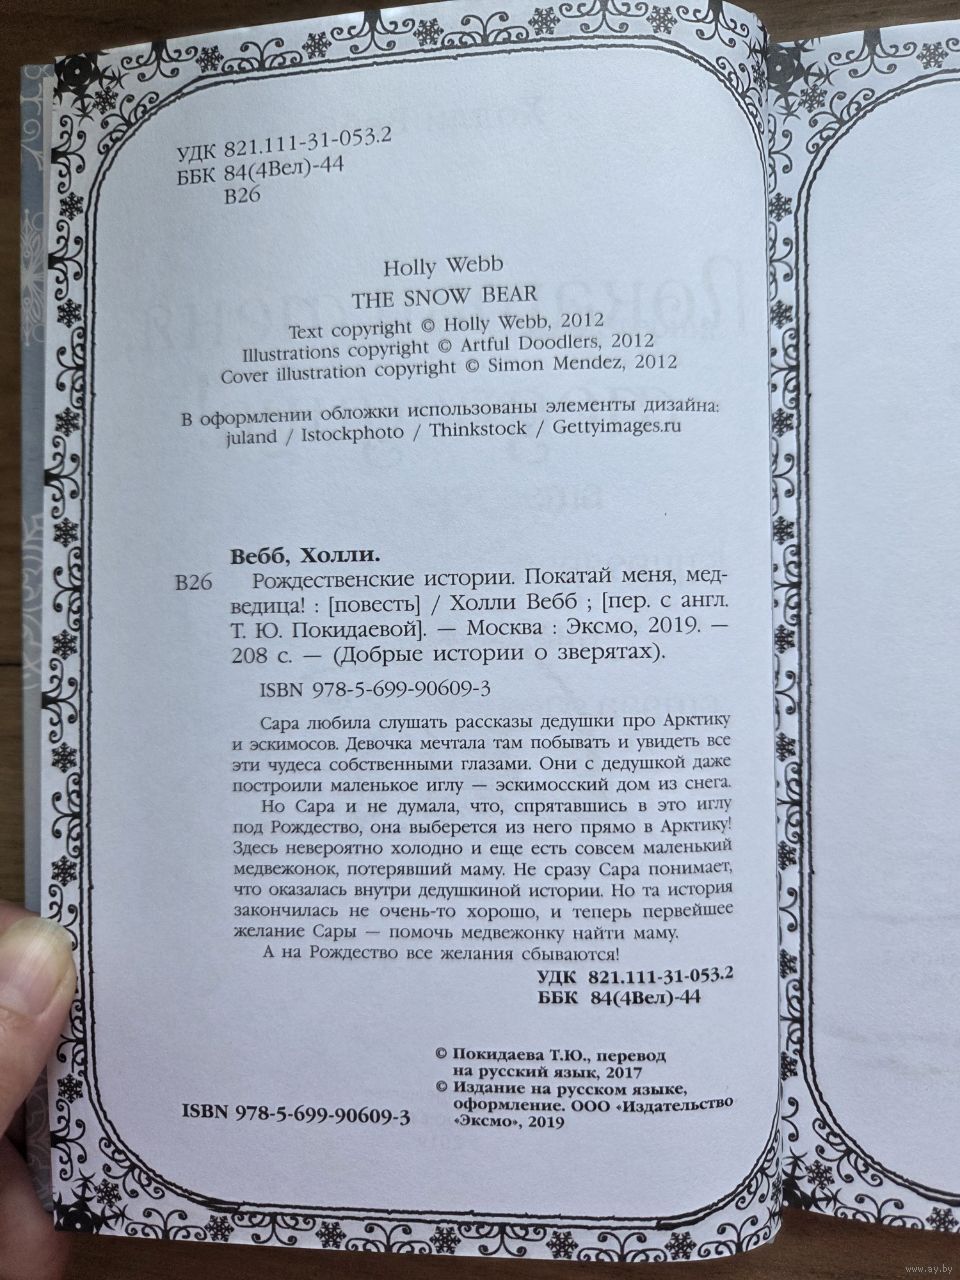 УДК 821.111-31-053.2
ББК 84(4Вел)-44
В26
Holly Webb
THE SNOW BEAR
Text copyright © Holly Webb, 2012
Illustrations copyright © Artful Doodlers, 2012
Cover illustration copyright © Simon Mendez, 2012
В оформлении обложки использованы элементы дизайна:
juland / Istockphoto / Thinkstock / Gettyimages.ru
Вебб, Холли.
В26 Рождественские истории. Покатай меня, мед-
ведица! : [повесть] / Холли Вебб ; [пер. с англ.
Т. Ю. Покидаевой]. — Москва : Эксмо, 2019. —
208 с. — (Добрые истории о зверятах).
ISBN 978-5-699-90609-3
Сара любила слушать рассказы дедушки про Арктику
и эскимосов. Девочка мечтала там побывать и увидеть все
эти чудеса собственными глазами. Они с дедушкой даже
построили маленькое иглу — эскимосский дом из снега.
Но Сара и не думала, что, спрятавшись в это иглу
под Рождество, она выберется из него прямо в Арктику!
Здесь невероятно холодно и еще есть совсем маленький
медвежонок, потерявший маму. Не сразу Сара понимает,
что оказалась внутри дедушкиной истории. Но та история
закончилась не очень-то хорошо, и теперь первейшее
желание Сары — помочь медвежонку найти маму.
А на Рождество все желания сбываются!
УДК 821.111-31-053.2
ББК 84(4Вел)-44
© Покидаева Т.Ю., перевод
на русский язык, 2017
© Издание на русском языке,
оформление. ООО «Издательство
«Эксмо», 2019
ISBN 978-5-699-90609-3
www.ay.by